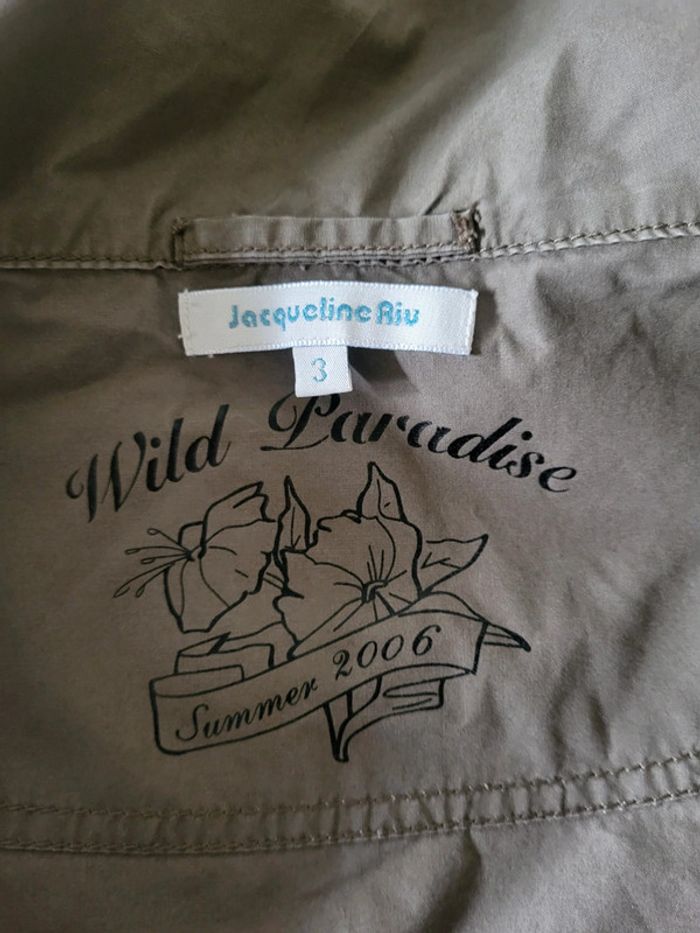 Jacqueline Riu
3
Wild Paradise
Summer 2006